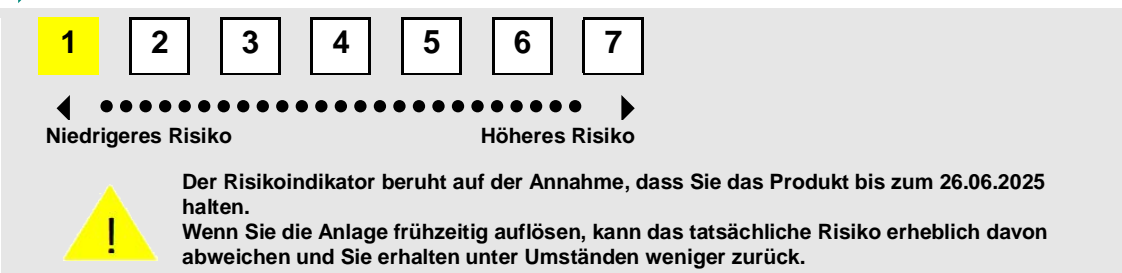 1 2 3 4 5 6 7
Niedrigeres Risiko Höheres Risiko
!
Der Risikoindikator beruht auf der Annahme, dass Sie das Produkt bis zum 26.06.2025
halten.
Wenn Sie die Anlage frühzeitig auflösen, kann das tatsächliche Risiko erheblich davon
abweichen und Sie erhalten unter Umständen weniger zurück.